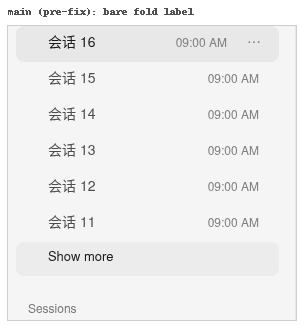 main (pre-fix): bare fold label
会话 16 09:00 AM ···
会话 15 09:00 AM
会话 14 09:00 AM
会话 13 09:00 AM
会话 12 09:00 AM
会话 11 09:00 AM
Show more
Sessions